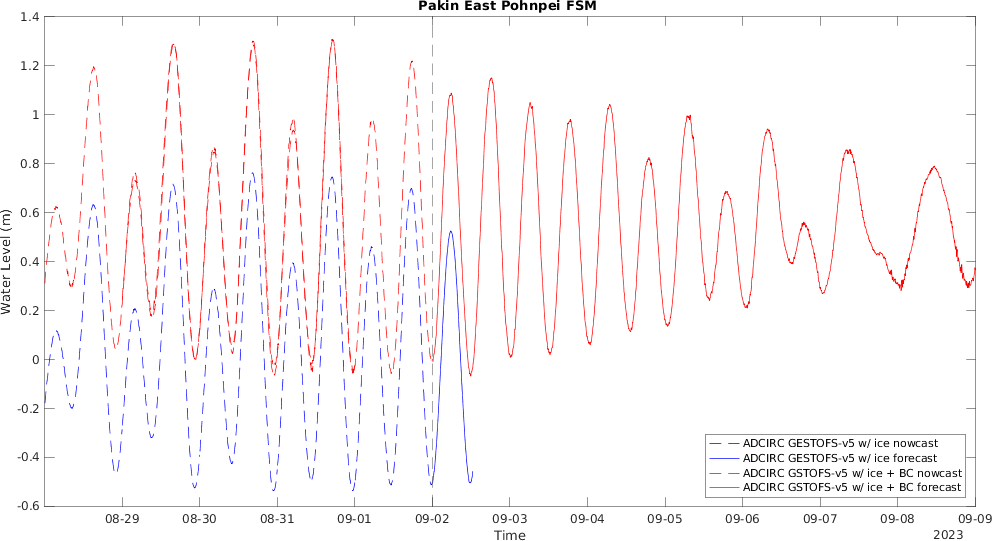 Pakin East Pohnpei FSM
Water Level (m)
1.4
1.2
1
0.8
0.6
0.4
0.2
0
-0.2
-0.4
-0.6
ADCIRC GESTOFS-v5 w/ ice nowcast
ADCIRC GESTOFS-v5 w/ ice forecast
ADCIRC GSTOFS-v5 w/ ice + BC nowcast
ADCIRC GSTOFS-v5 w/ ice + BC forecast
08-29 08-30 08-31 09-01 09-02 09-03 09-04 09-05 09-06 09-07 09-08 09-09
Time
2023